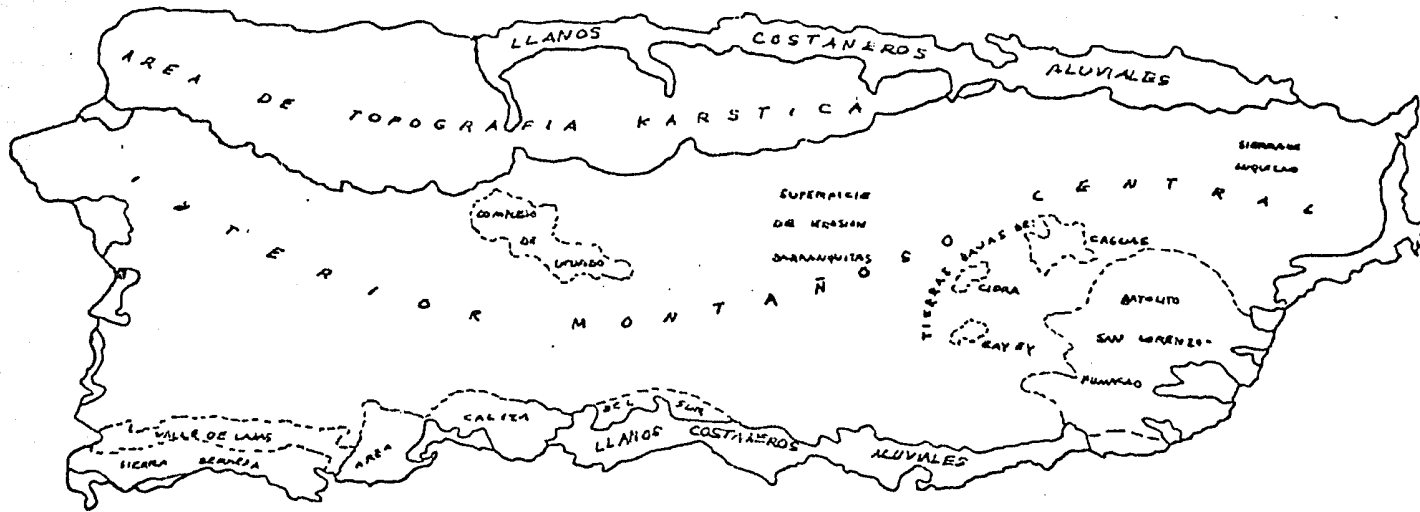 LLANOS COSTANEROS ALUVIALES
AREA DE TOPOGRAFIA KARSTICA
INTERIOR MONTAÑOSO CENTRAL
SIERRA DE
LUQUILLO
SUPERFICIE
DE EROSION
BARRANQUITAS
COMPLEJO
DE
UTUADO
TIERRAS BAJAS DE:
CAGUAS
CIDRA
CAYEY
BATOLITO
SAN LORENZO-
HUMACAO
VALLE DE LAJAS
SIERRA BERMEJA
AREA CALIZA DEL SUR
LLANOS COSTANEROS ALUVIALES